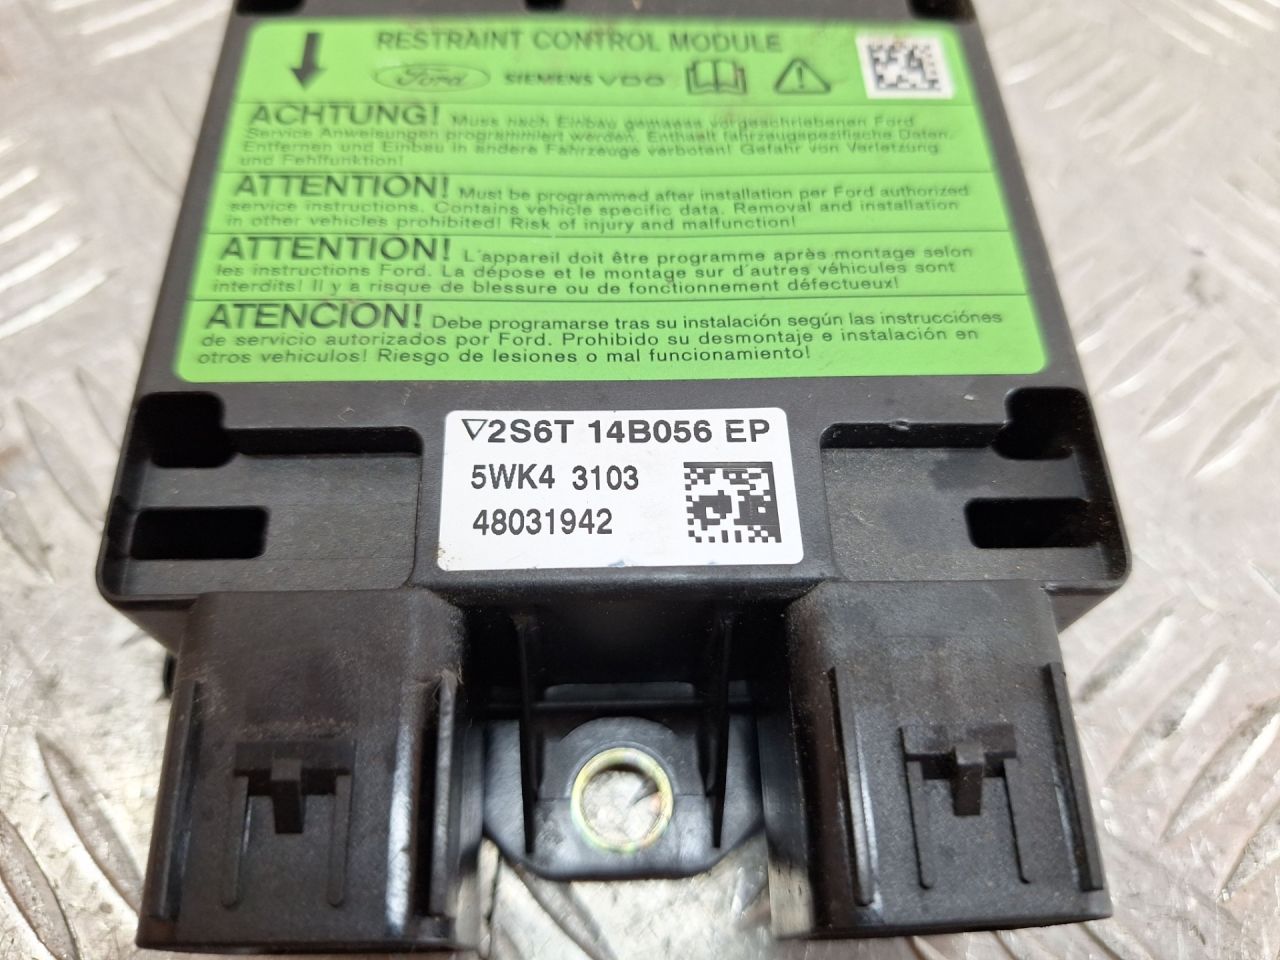 RESTRAINT CONTROL MODULE
Ford SIEMENS VDO
ACHTUNG! Muss nach Einbau gemaess vorgeschriebenen Ford
Service Anweisungen programmiert werden. Enthaelt fahrzeugspezifische Daten.
Entfernen und Einbau in andere Fahrzeuge verboten! Gefahr von Verletzung
und Fehlfunktion!
ATTENTION! Must be programmed after installation per Ford authorized
service instructions. Contains vehicle specific data. Removal and installation
in other vehicles prohibited! Risk of injury and malfunction!
ATTENTION! L'appareil doit être programme après montage selon
les instructions Ford. La dépose et le montage sur d'autres véhicules sont
interdits! Il y a risque de blessure ou de fonctionnement défectueux!
ATENCION! Debe programarse tras su instalación según las instrucciónes
de servicio autorizados por Ford. Prohibido su desmontaje e instalación en
otros vehiculos! Riesgo de lesiones o mal funcionamiento!
▽2S6T 14B056 EP
5WK4 3103
48031942